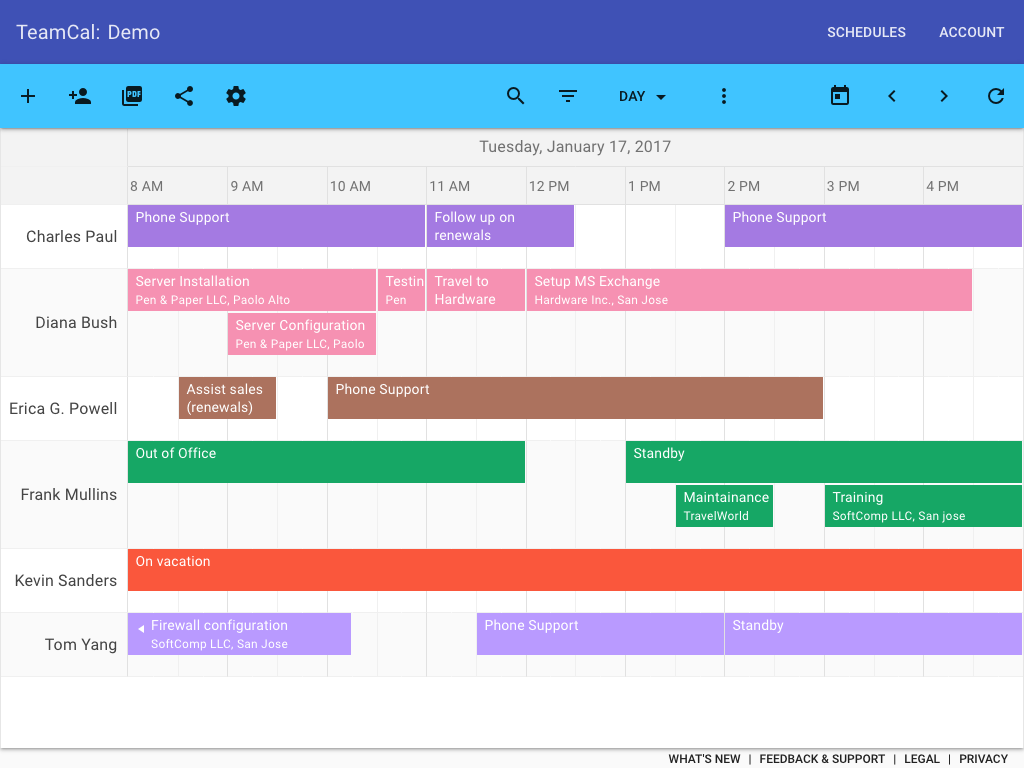 TeamCal: Demo
SCHEDULES
ACCOUNT
PDF
DAY
Tuesday, January 17, 2017
8 AM
9 AM
10 AM
11 AM
12 PM
1 PM
2 PM
3 PM
4 PM
Charles Paul
Phone Support
Follow up on
renewals
Phone Support
Diana Bush
Server Installation
Pen & Paper LLC, Paolo Alto
Testin
Pen
Travel to
Hardware
Setup MS Exchange
Hardware Inc., San Jose
Server Configuration
Pen & Paper LLC, Paolo
Erica G. Powell
Assist sales
(renewals)
Phone Support
Frank Mullins
Out of Office
Standby
Maintainance
TravelWorld
Training
SoftComp LLC, San jose
Kevin Sanders
On vacation
Tom Yang
Firewall configuration
SoftComp LLC, San Jose
Phone Support
Standby
WHAT'S NEW | FEEDBACK & SUPPORT | LEGAL | PRIVACY